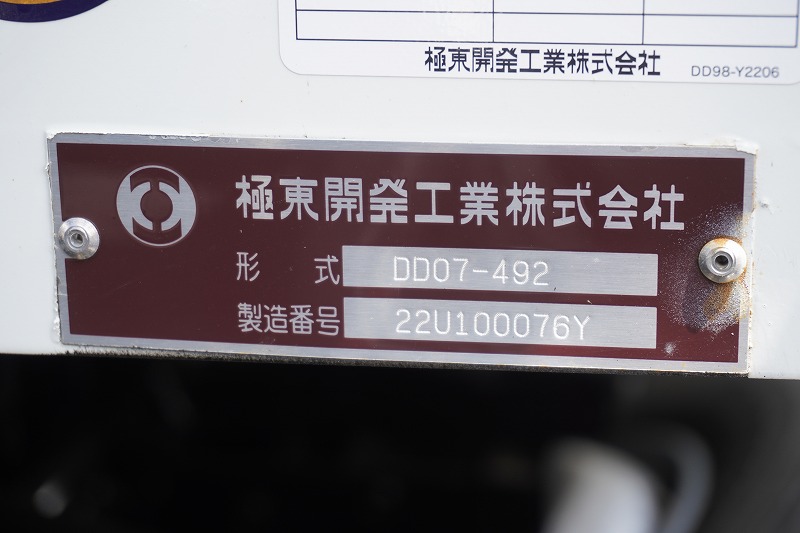 極東開発工業株式会社 DD98-Y2206
極東開発工業株式会社
形 式 DD07-492
製造番号 22U100076Y